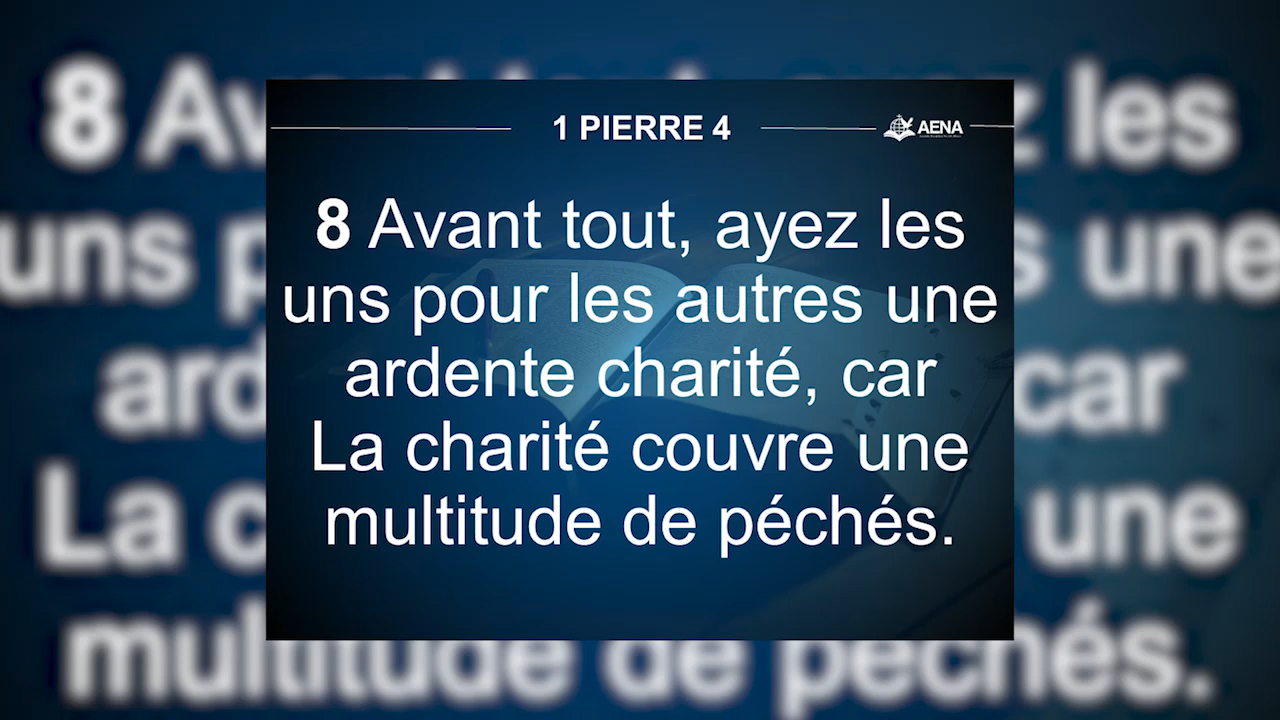 1 PIERRE 4
AENA
8 Avant tout, ayez les
uns pour les autres une
ardente charité, car
La charité couvre une
multitude de péchés.